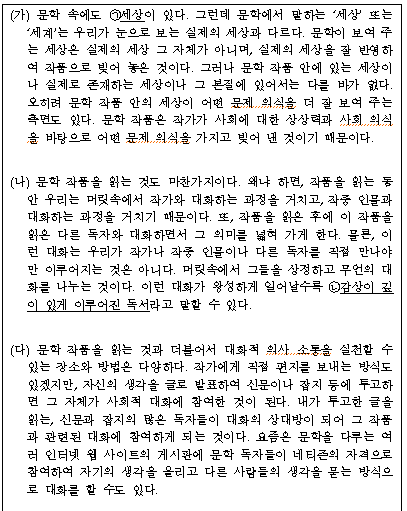 (가) 문학 속에도 ㉠세상이 있다. 그런데 문학에서 말하는 '세상' 또는
'세계'는 우리가 눈으로 보는 실제의 세상과 다르다. 문학이 보여 주
는 세상은 실제의 세상 그 자체가 아니며, 실제의 세상을 잘 반영하
여 작품으로 빚어 놓은 것이다. 그러나 문학 작품 안에 있는 세상이
나 실제로 존재하는 세상이나 그 본질에 있어서는 다를 바가 없다.
오히려 문학 작품 안의 세상이 어떤 문제 의식을 더 잘 보여 주는
측면도 있다. 문학 작품은 작가가 사회에 대한 상상력과 사회 의식
을 바탕으로 어떤 문제 의식을 가지고 빚어 낸 것이기 때문이다.
(나) 문학 작품을 읽는 것도 마찬가지이다. 왜냐 하면, 작품을 읽는 동
안 우리는 머릿속에서 작가와 대화하는 과정을 거치고, 작중 인물과
대화하는 과정을 거치기 때문이다. 또, 작품을 읽은 후에 이 작품을
읽은 다른 독자와 대화하면서 그 의미를 넓혀 가게 한다. 물론, 이
런 대화는 우리가 작가나 작중 인물이나 다른 독자를 직접 만나야
만 이루어지는 것은 아니다. 머릿속에서 그들을 상정하고 무언의 대
화를 나누는 것이다. 이런 대화가 왕성하게 일어날수록 ㉡감상이 깊
이 있게 이루어진 독서라고 말할 수 있다.
(다) 문학 작품을 읽는 것과 더불어서 대화적 의사 소통을 실천할 수
있는 장소와 방법은 다양하다. 작가에게 직접 편지를 보내는 방식도
있겠지만, 자신의 생각을 글로 발표하여 신문이나 잡지 등에 투고하
면 그 자체가 사회적 대화에 참여한 것이 된다. 내가 투고한 글을
읽는, 신문과 잡지의 많은 독자들이 대화의 상대방이 되어 그 작품
과 관련된 대화에 참여하게 되는 것이다. 요즘은 문학을 다루는 여
러 인터넷 웹 사이트의 게시판에 문학 독자들이 네티즌의 자격으로
참여하여 자기의 생각을 올리고 다른 사람들의 생각을 묻는 방식으
로 대화를 할 수도 있다.